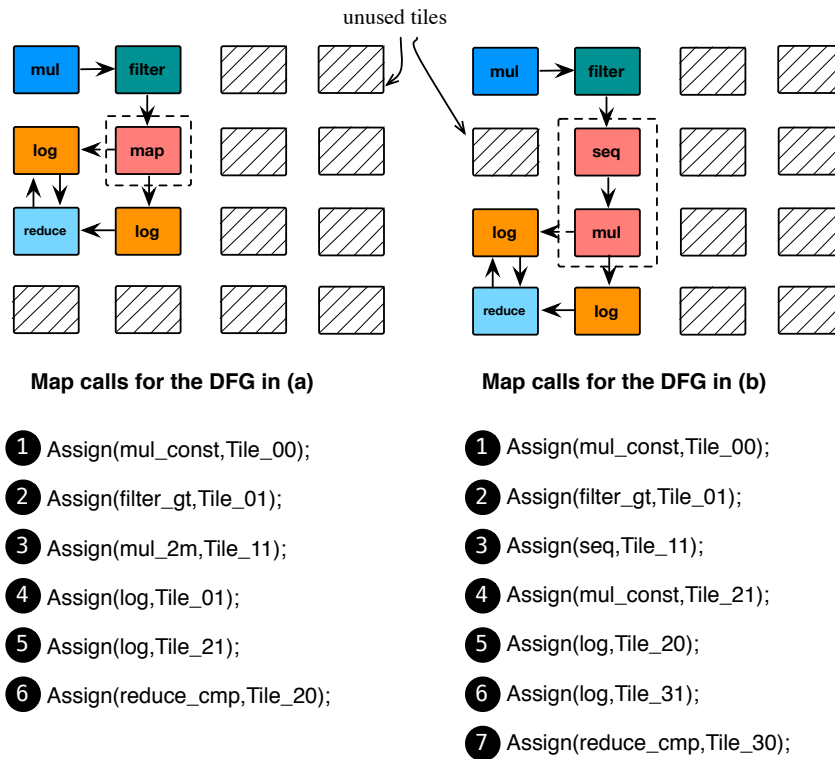 unused tiles
mul
filter
log
map
reduce
log
mul
filter
seq
log
mul
reduce
log
Map calls for the DFG in (a)
1 Assign(mul_const,Tile_00);
2 Assign(filter_gt,Tile_01);
3 Assign(mul_2m,Tile_11);
4 Assign(log,Tile_01);
5 Assign(log,Tile_21);
6 Assign(reduce_cmp,Tile_20);
Map calls for the DFG in (b)
1 Assign(mul_const,Tile_00);
2 Assign(filter_gt,Tile_01);
3 Assign(seq,Tile_11);
4 Assign(mul_const,Tile_21);
5 Assign(log,Tile_20);
6 Assign(log,Tile_31);
7 Assign(reduce_cmp,Tile_30);